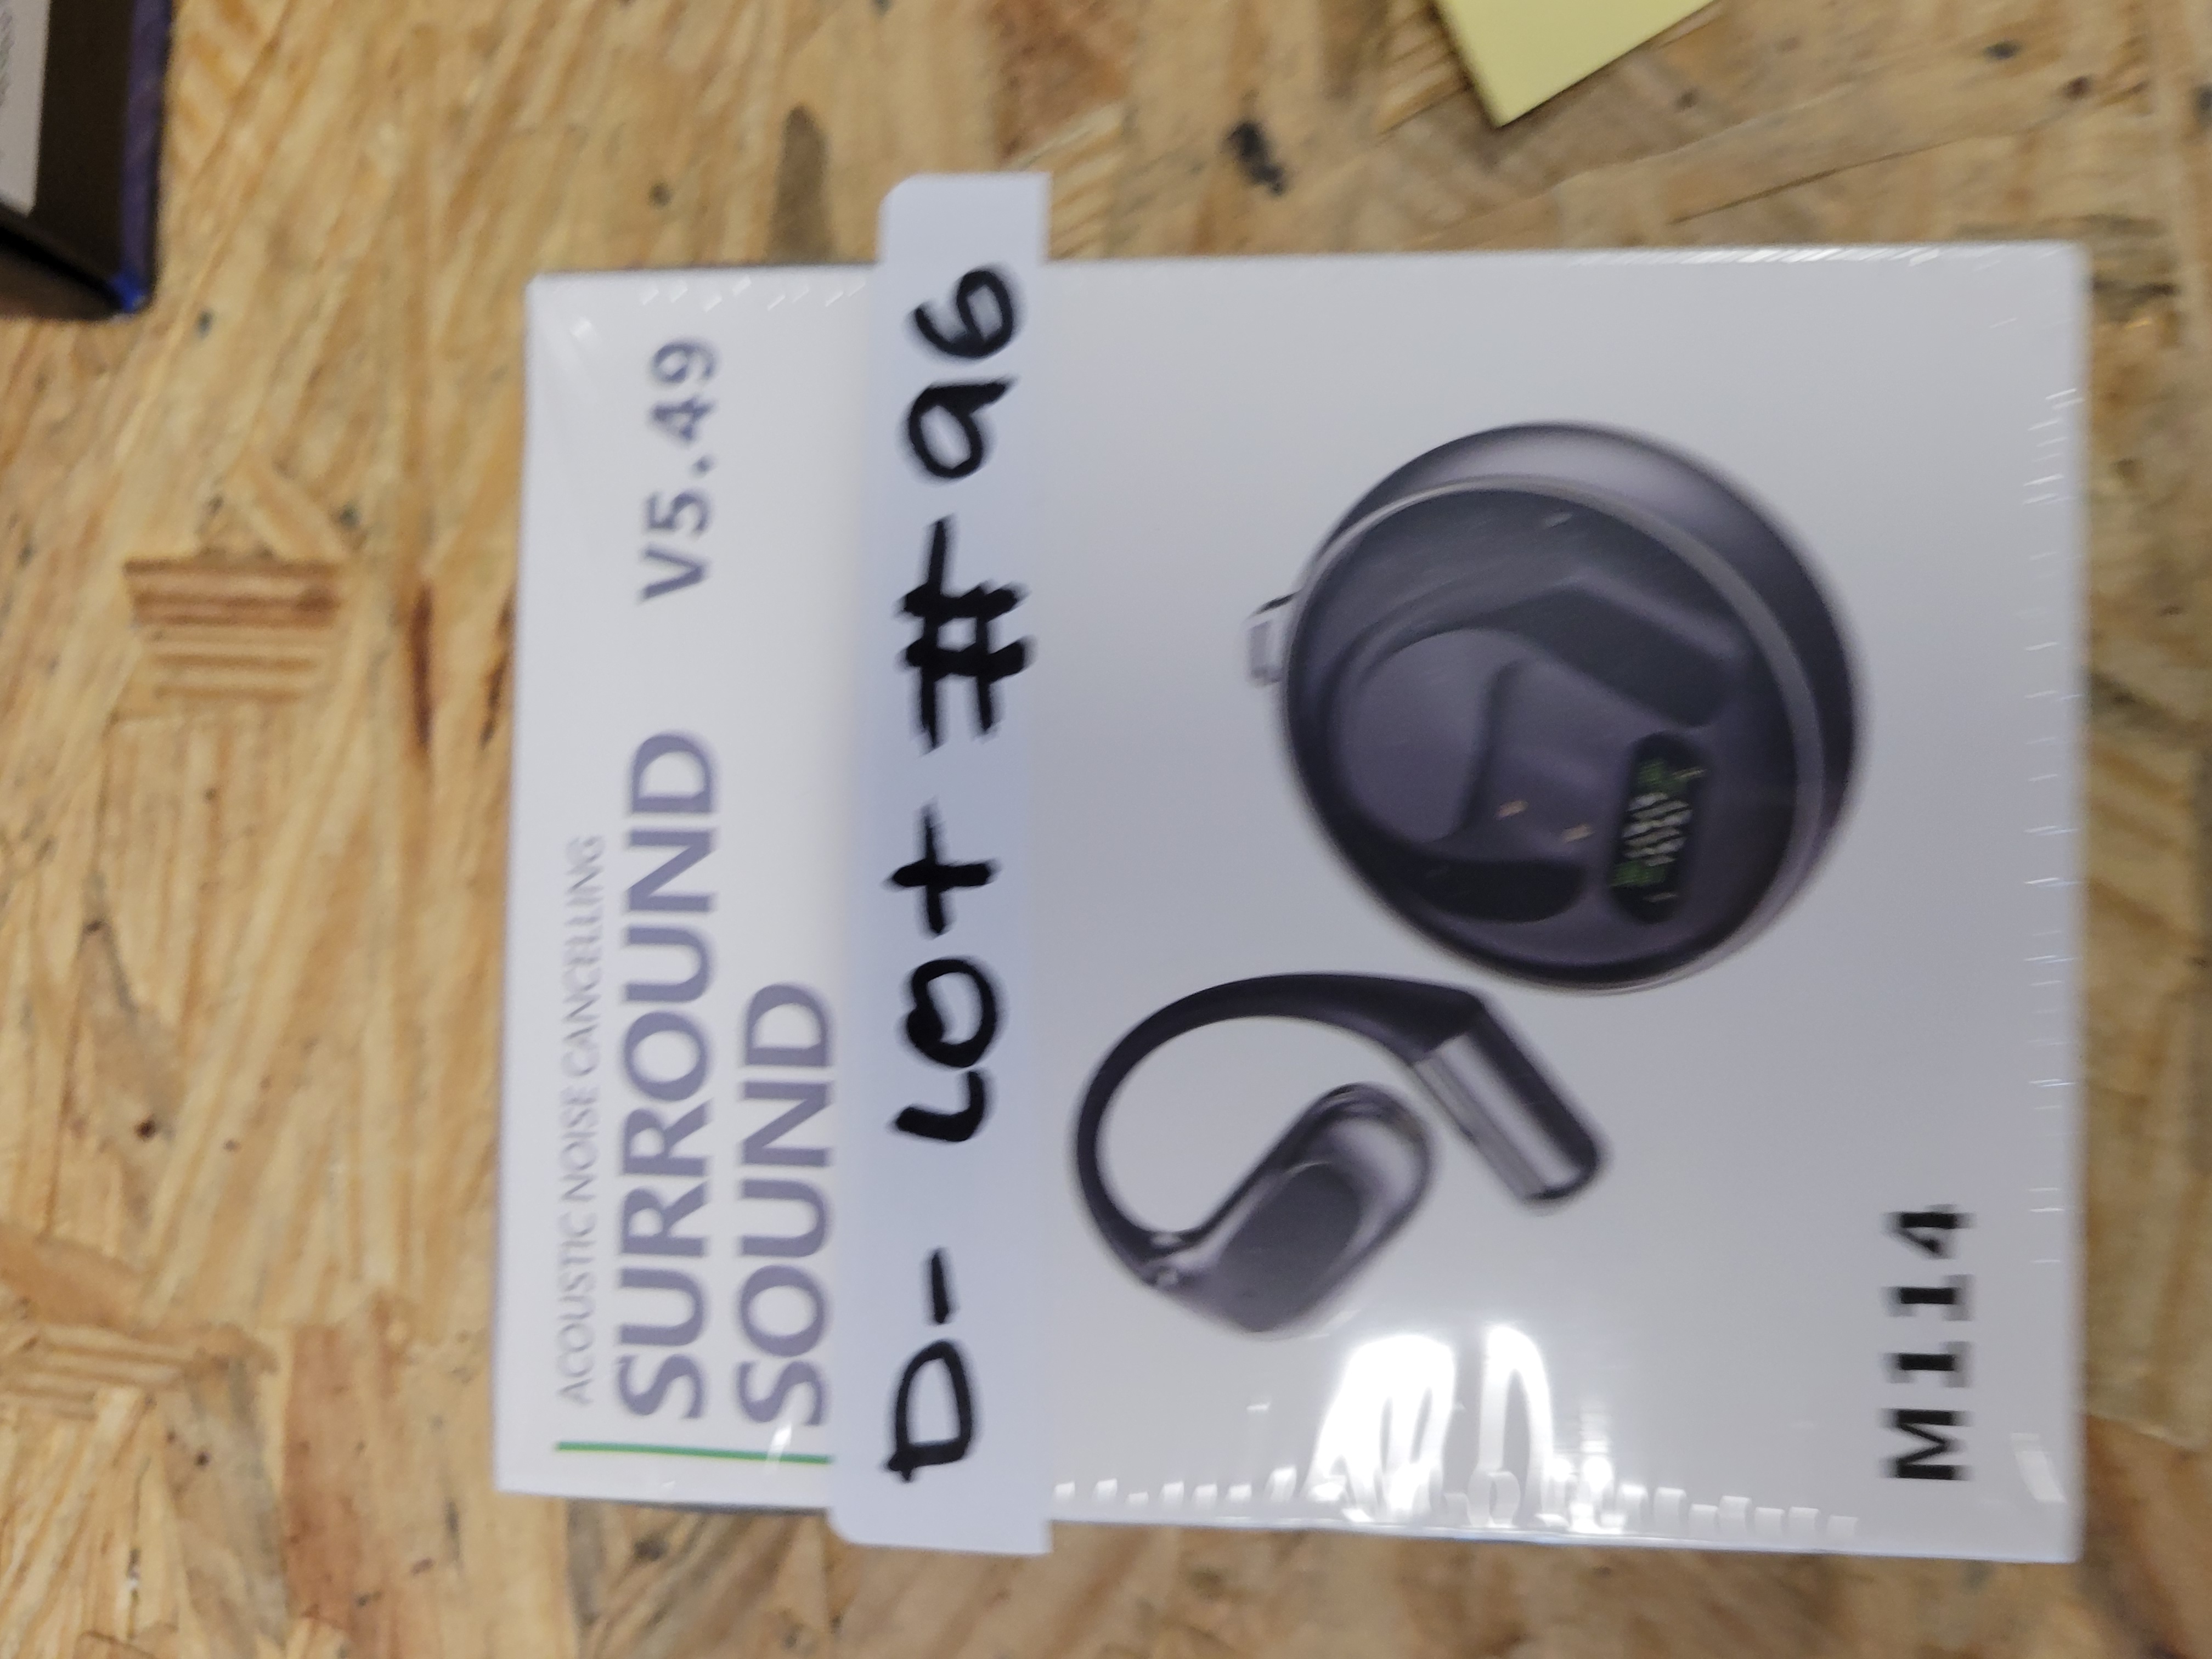 ACOUSTIC NOISE CANCELLING
SURROUND V5.49
SOUND
D- Lot # 96
M114